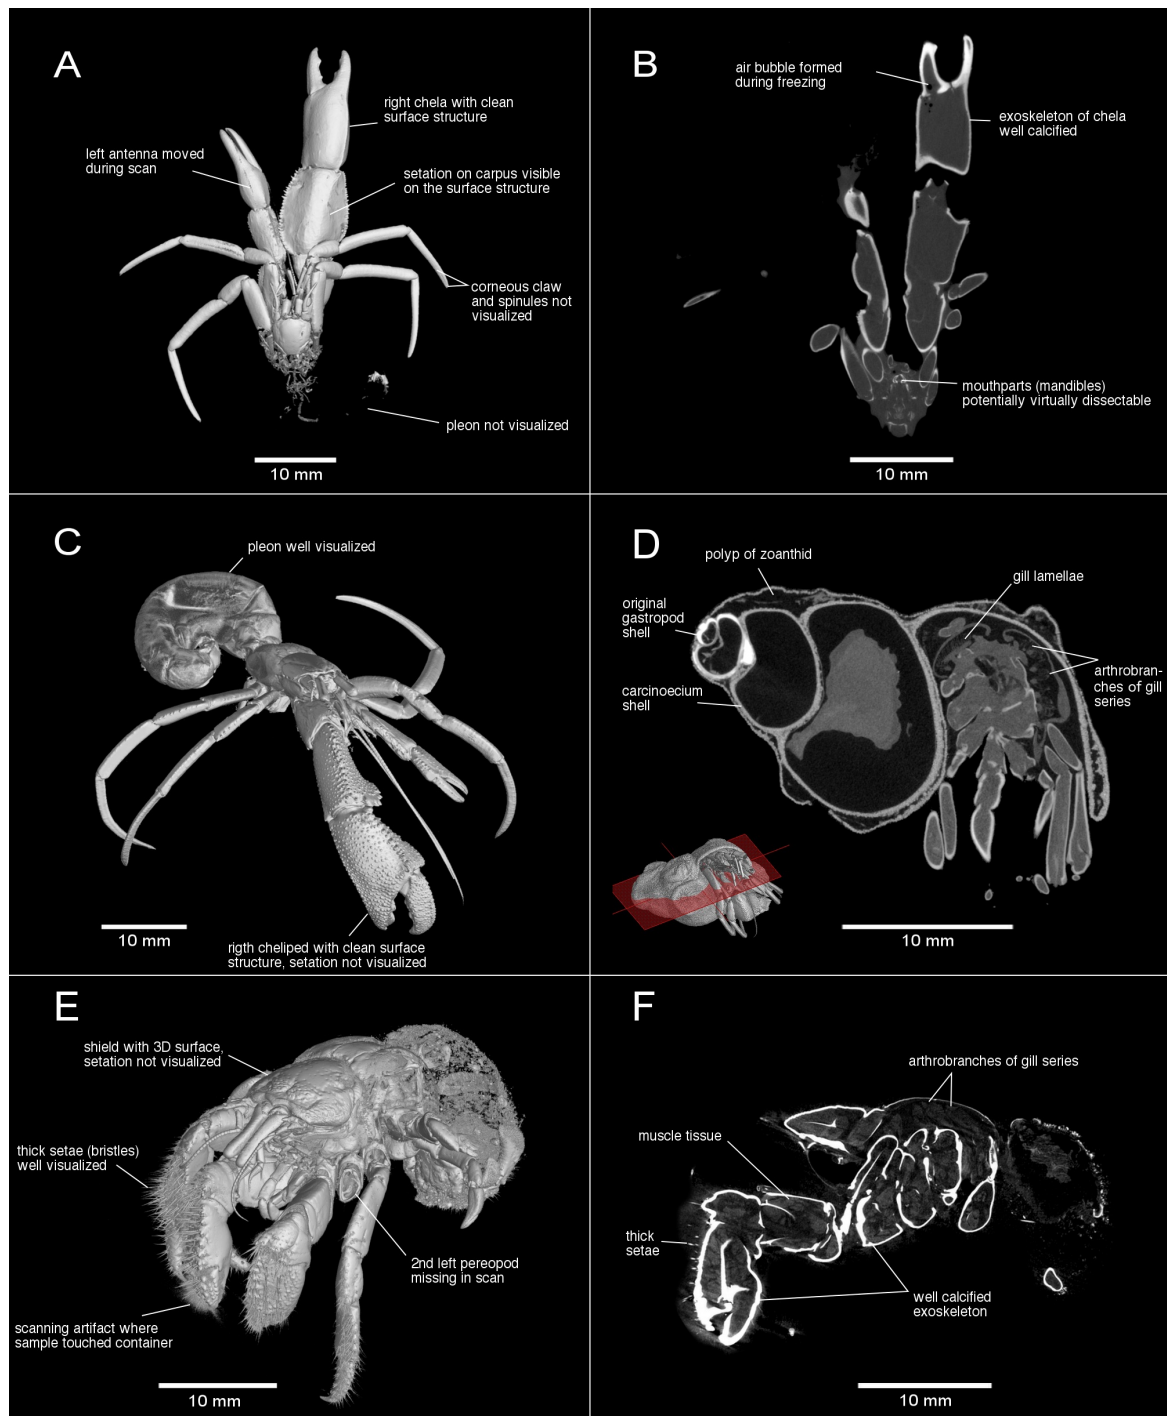 A
right chela with clean
surface structure
left antenna moved
during scan
setation on carpus visible
on the surface structure
corneous claw
and spinules not
visualized
pleon not visualized
10 mm
B
air bubble formed
during freezing
exoskeleton of chela
well calcified
mouthparts (mandibles)
potentially virtually dissectable
10 mm
C
pleon well visualized
10 mm
rigth cheliped with clean surface
structure, setation not visualized
D
polyp of zoanthid
gill lamellae
original
gastropod
shell
carcinoecium
shell
arthrobran-
ches of gill
series
10 mm
E
shield with 3D surface,
setation not visualized
thick setae (bristles)
well visualized
2nd left pereopod
missing in scan
scanning artifact where
sample touched container
10 mm
F
arthrobranches of gill series
muscle tissue
thick
setae
well calcified
exoskeleton
10 mm